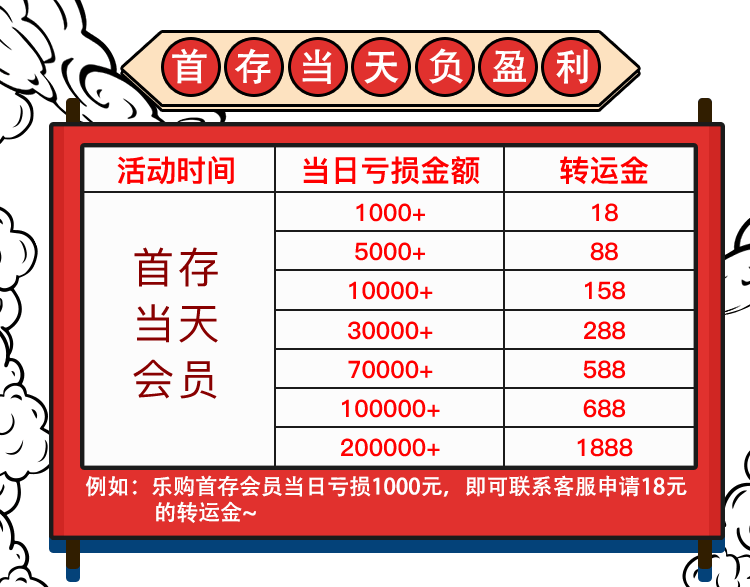 首存当天负盈利
活动时间 当日亏损金额 转运金
1000+ 18
5000+ 88
10000+ 158
30000+ 288
70000+ 588
100000+ 688
200000+ 1888
首存
当天
会员
例如：乐购首存会员当日亏损1000元，即可联系客服申请18元
的转运金~